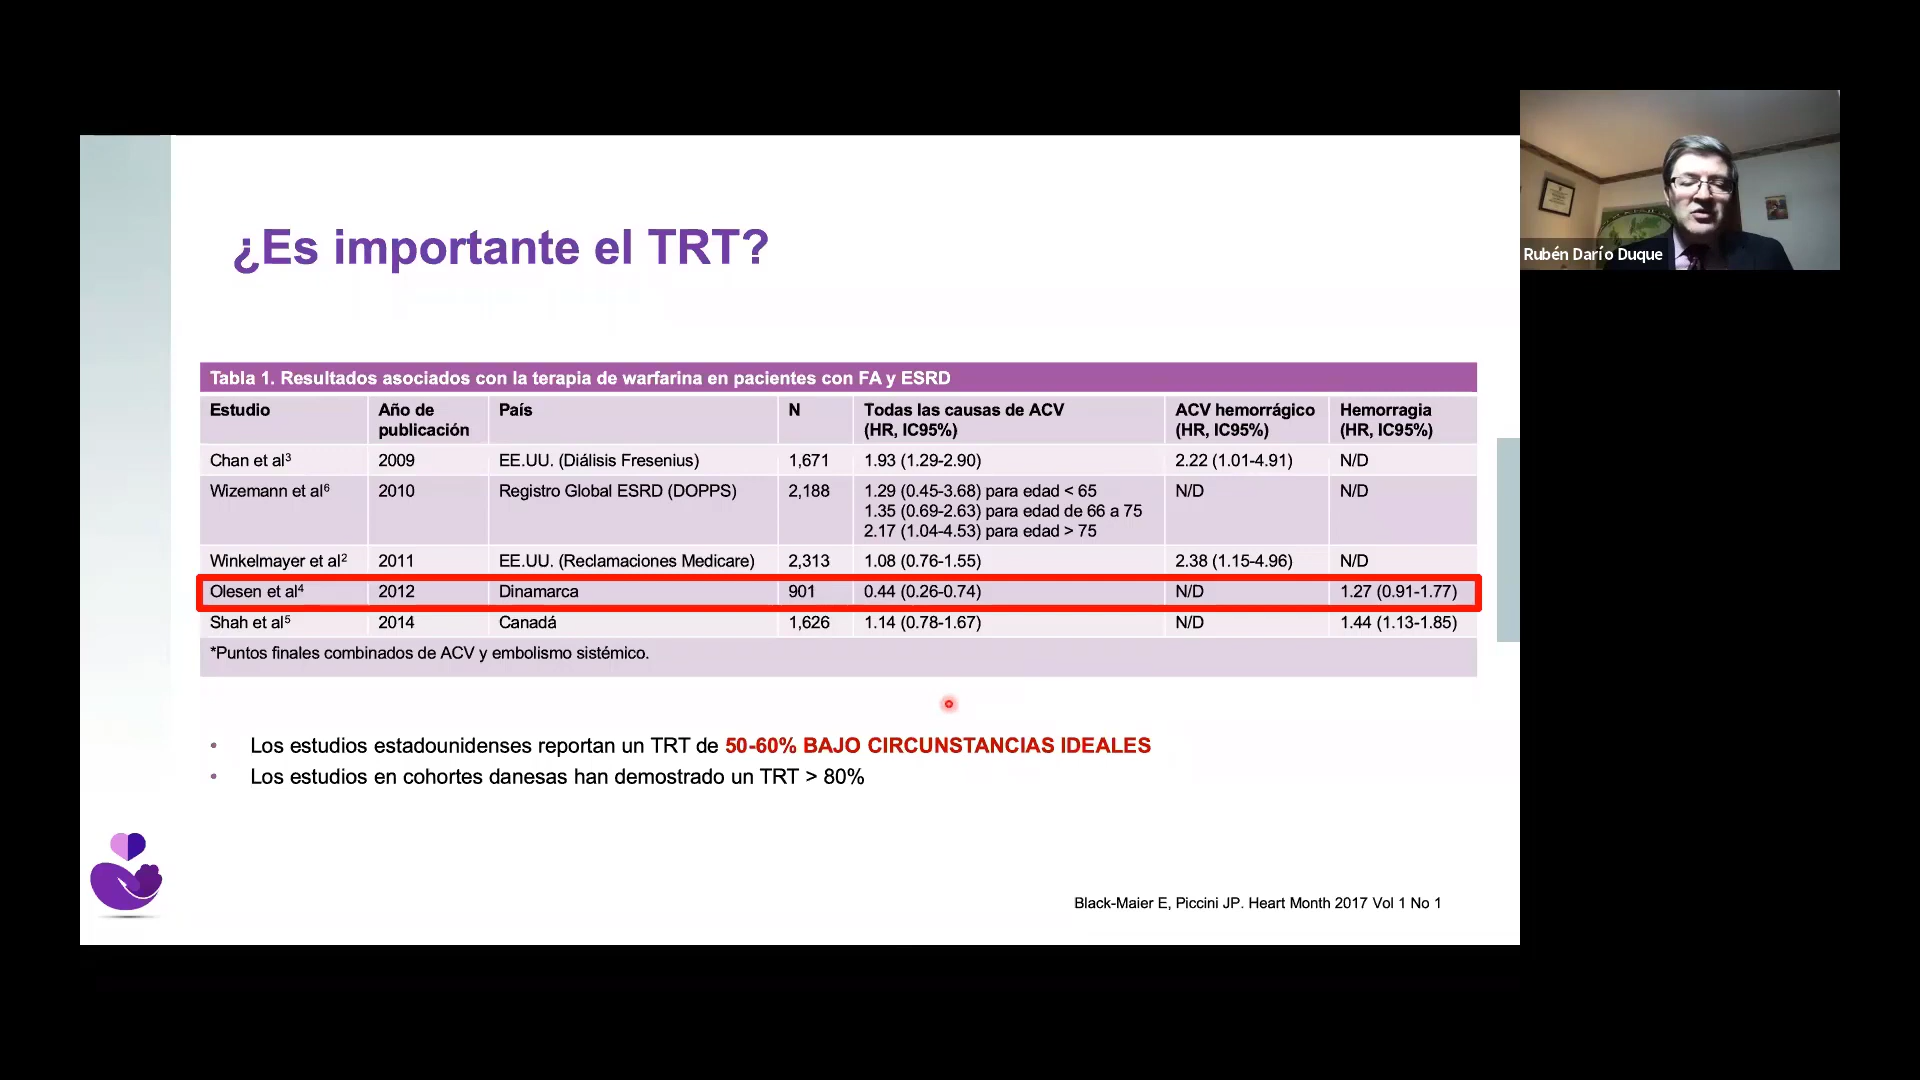 ¿Es importante el TRT?
Rubén Darío Duque
Tabla 1. Resultados asociados con la terapia de warfarina en pacientes con FA y ESRD
Estudio Año de publicación País N Todas las causas de ACV (HR, IC95%) ACV hemorrágico (HR, IC95%) Hemorragia (HR, IC95%)
Chan et al³ 2009 EE.UU. (Diálisis Fresenius) 1,671 1.93 (1.29-2.90) 2.22 (1.01-4.91) N/D
Wizemann et al⁶ 2010 Registro Global ESRD (DOPPS) 2,188 1.29 (0.45-3.68) para edad < 65 N/D N/D
1.35 (0.69-2.63) para edad de 66 a 75
2.17 (1.04-4.53) para edad > 75
Winkelmayer et al² 2011 EE.UU. (Reclamaciones Medicare) 2,313 1.08 (0.76-1.55) 2.38 (1.15-4.96) N/D
Olesen et al⁴ 2012 Dinamarca 901 0.44 (0.26-0.74) N/D 1.27 (0.91-1.77)
Shah et al⁵ 2014 Canadá 1,626 1.14 (0.78-1.67) N/D 1.44 (1.13-1.85)
*Puntos finales combinados de ACV y embolismo sistémico.
• Los estudios estadounidenses reportan un TRT de 50-60% BAJO CIRCUNSTANCIAS IDEALES
• Los estudios en cohortes danesas han demostrado un TRT > 80%
Black-Maier E, Piccini JP. Heart Month 2017 Vol 1 No 1